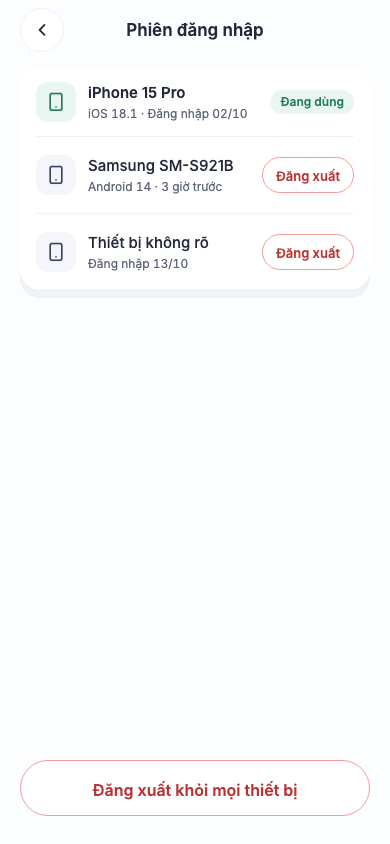 Phiên đăng nhập
iPhone 15 Pro
iOS 18.1 · Đăng nhập 02/10
Đang dùng
Samsung SM-S921B
Android 14 · 3 giờ trước
Đăng xuất
Thiết bị không rõ
Đăng nhập 13/10
Đăng xuất
Đăng xuất khỏi mọi thiết bị